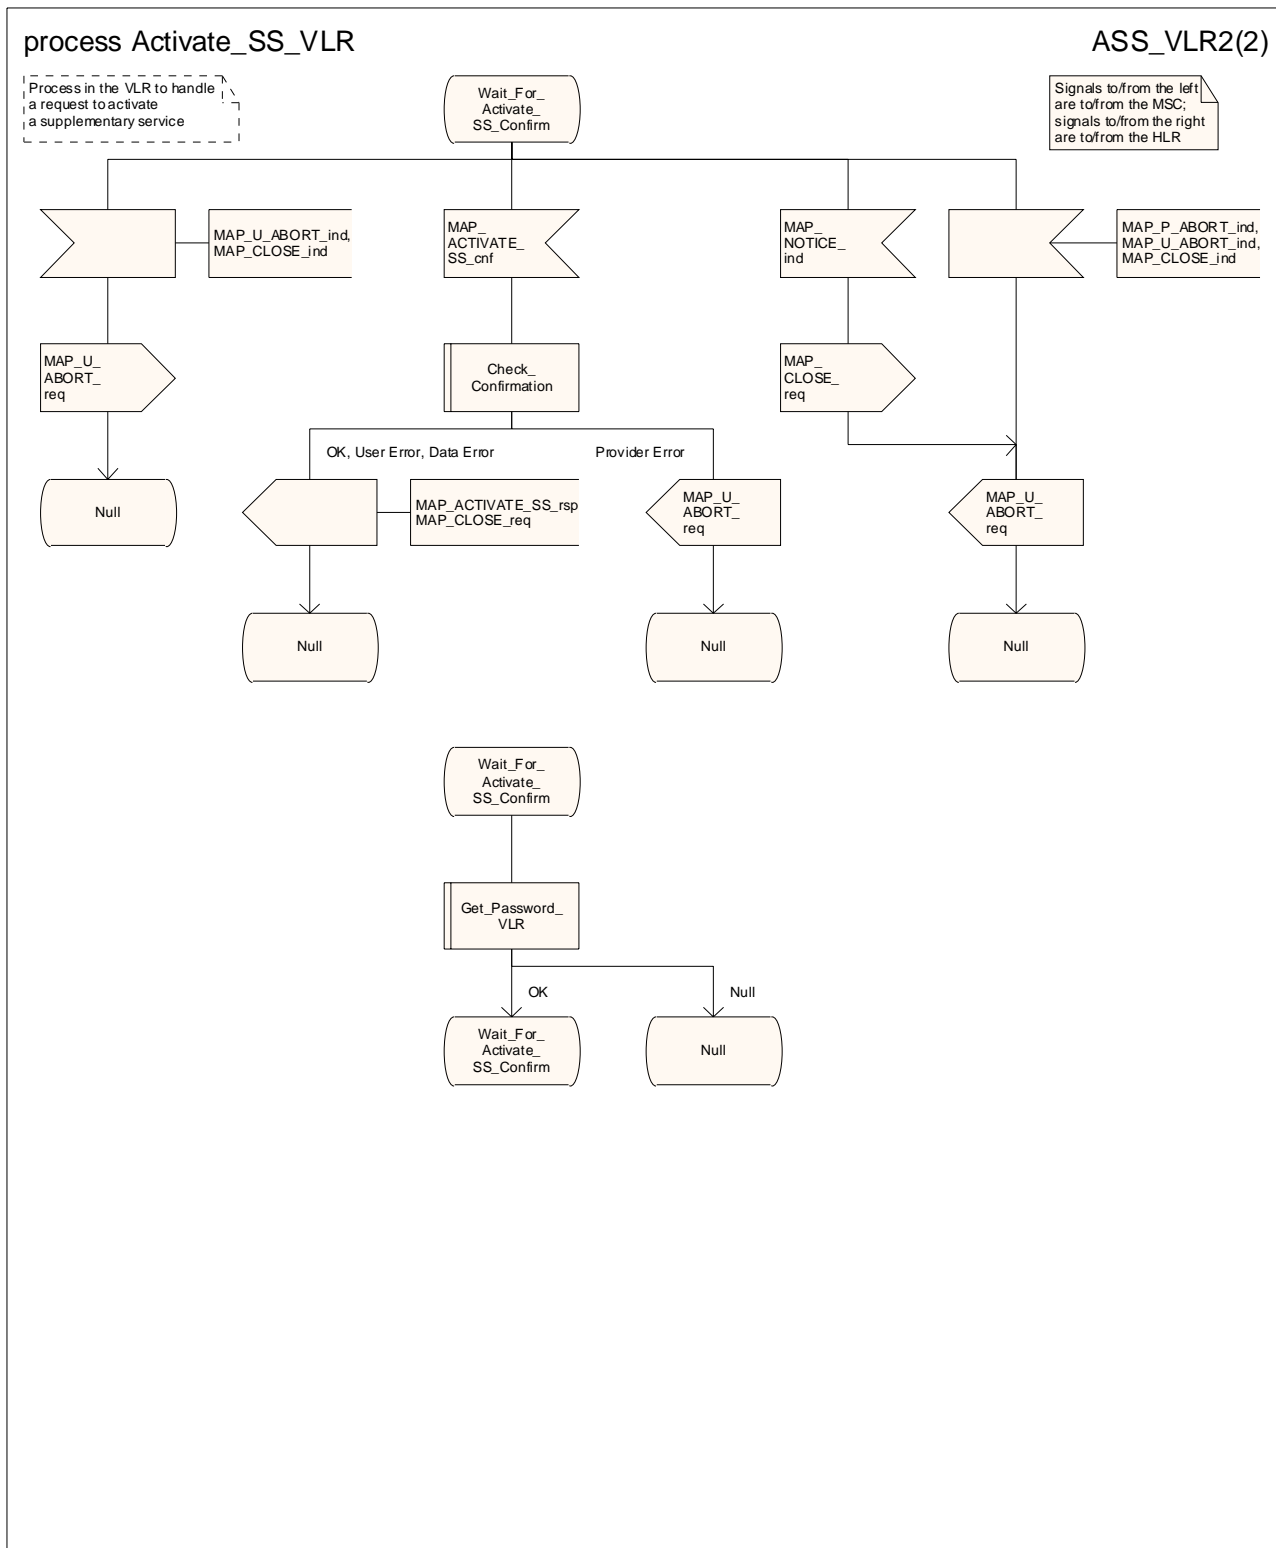 process Activate_SS_VLR
ASS_VLR2(2)
Process in the VLR to handle
a request to activate
a supplementary service
Wait_For_
Activate_
SS_Confirm
Signals to/from the left
are to/from the MSC;
signals to/from the right
are to/from the HLR
MAP_U_ABORT_ind,
MAP_CLOSE_ind
MAP_
ACTIVATE_
SS_cnf
MAP_
NOTICE_
ind
MAP_P_ABORT_ind,
MAP_U_ABORT_ind,
MAP_CLOSE_ind
MAP_U_
ABORT_
req
Check_
Confirmation
MAP_
CLOSE_
req
OK, User Error, Data Error
Provider Error
Null
MAP_ACTIVATE_SS_rsp
MAP_CLOSE_req
MAP_U_
ABORT_
req
MAP_U_
ABORT_
req
Null
Null
Null
Wait_For_
Activate_
SS_Confirm
Get_Password_
VLR
OK
Null
Wait_For_
Activate_
SS_Confirm
Null